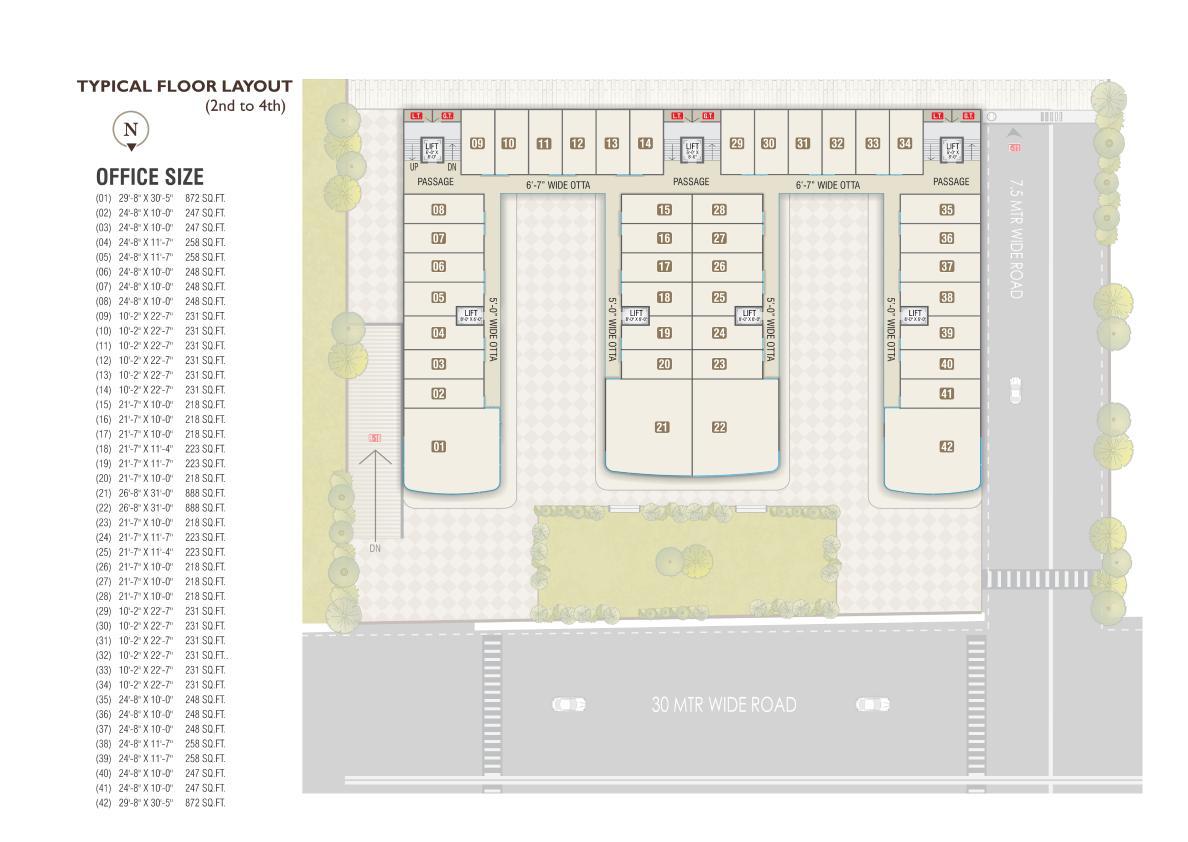 TYPICAL FLOOR LAYOUT
(2nd to 4th)
N
OFFICE SIZE
(01) 29'-8" X 30'-5" 872 SQ.FT.
(02) 24'-8" X 10'-0" 247 SQ.FT.
(03) 24'-8" X 10'-0" 247 SQ.FT.
(04) 24'-8" X 11'-7" 258 SQ.FT.
(05) 24'-8" X 11'-7" 258 SQ.FT.
(06) 24'-8" X 10'-0" 248 SQ.FT.
(07) 24'-8" X 10'-0" 248 SQ.FT.
(08) 24'-8" X 10'-0" 248 SQ.FT.
(09) 10'-2" X 22'-7" 231 SQ.FT.
(10) 10'-2" X 22'-7" 231 SQ.FT.
(11) 10'-2" X 22'-7" 231 SQ.FT.
(12) 10'-2" X 22'-7" 231 SQ.FT.
(13) 10'-2" X 22'-7" 231 SQ.FT.
(14) 10'-2" X 22'-7" 231 SQ.FT.
(15) 21'-7" X 10'-0" 218 SQ.FT.
(16) 21'-7" X 10'-0" 218 SQ.FT.
(17) 21'-7" X 10'-0" 218 SQ.FT.
(18) 21'-7" X 11'-4" 223 SQ.FT.
(19) 21'-7" X 11'-7" 223 SQ.FT.
(20) 21'-7" X 10'-0" 218 SQ.FT.
(21) 26'-8" X 31'-0" 888 SQ.FT.
(22) 26'-8" X 31'-0" 888 SQ.FT.
(23) 21'-7" X 10'-0" 218 SQ.FT.
(24) 21'-7" X 11'-7" 223 SQ.FT.
(25) 21'-7" X 11'-4" 223 SQ.FT.
(26) 21'-7" X 10'-0" 218 SQ.FT.
(27) 21'-7" X 10'-0" 218 SQ.FT.
(28) 21'-7" X 10'-0" 218 SQ.FT.
(29) 10'-2" X 22'-7" 231 SQ.FT.
(30) 10'-2" X 22'-7" 231 SQ.FT.
(31) 10'-2" X 22'-7" 231 SQ.FT.
(32) 10'-2" X 22'-7" 231 SQ.FT..
(33) 10'-2" X 22'-7" 231 SQ.FT.
(34) 10'-2" X 22'-7" 231 SQ.FT.
(35) 24'-8" X 10'-0" 248 SQ.FT.
(36) 24'-8" X 10'-0" 248 SQ.FT.
(37) 24'-8" X 10'-0" 248 SQ.FT.
(38) 24'-8" X 11'-7" 258 SQ.FT.
(39) 24'-8" X 11'-7" 258 SQ.FT.
(40) 24'-8" X 10'-0" 247 SQ.FT.
(41) 24'-8" X 10'-0" 247 SQ.FT.
(42) 29'-8" X 30'-5" 872 SQ.FT.
L.T. G.T. L.T. G.T. L.T. G.T.
LIFT 09 10 11 12 13 14 LIFT 29 30 31 32 33 34 LIFT
UP DN
PASSAGE 6'-7" WIDE OTTA PASSAGE 6'-7" WIDE OTTA PASSAGE
08 15 28 35
07 16 27 36
06 17 26 37
05 18 25 38
LIFT LIFT LIFT LIFT
5'-0" WIDE OTTA 5'-0" WIDE OTTA 5'-0" WIDE OTTA 5'-0" WIDE OTTA
04 19 24 39
03 20 23 40
02 41
21 22
01 42
DN
7.5 MTR WIDE ROAD
30 MTR WIDE ROAD